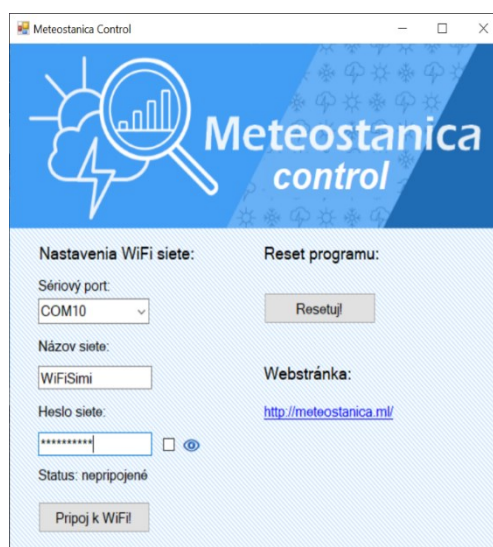 Meteostanica Control
Meteostanica
control
Nastavenia WiFi siete:
Sériový port:
COM10
Názov siete:
WiFiSimi
Heslo siete:
**********
Status: nepripojené
Pripoj k WiFi!
Reset programu:
Resetuj!
Webstránka:
http://meteostanica.ml/